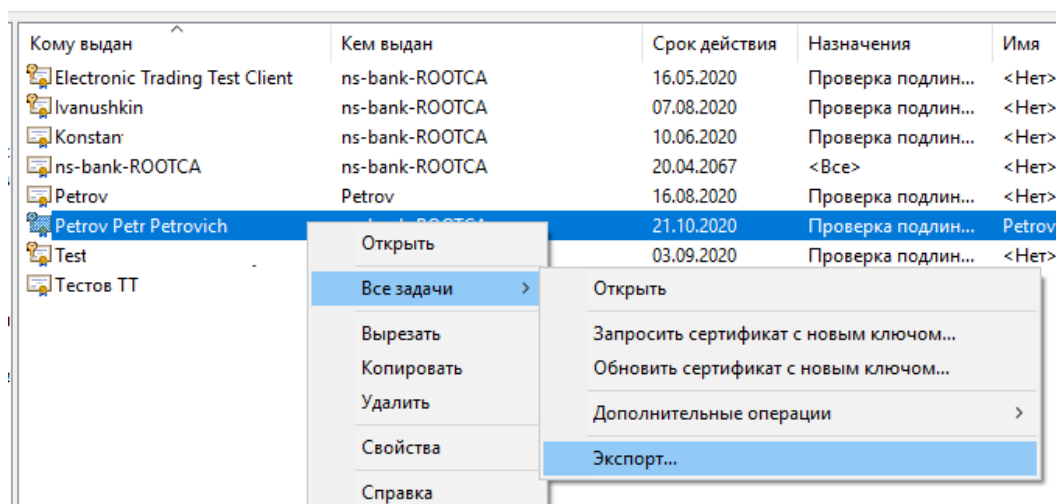 Кому выдан Кем выдан Срок действия Назначения Имя
Electronic Trading Test Client ns-bank-ROOTCA 16.05.2020 Проверка подлин... <Нет>
Ivanushkin ns-bank-ROOTCA 07.08.2020 Проверка подлин... <Нет>
Konstan ns-bank-ROOTCA 10.06.2020 Проверка подлин... <Нет>
ns-bank-ROOTCA ns-bank-ROOTCA 20.04.2067 <Все> <Нет>
Petrov Petrov 16.08.2020 Проверка подлин... <Нет>
Petrov Petr Petrovich 21.10.2020 Проверка подлин... Petrov
Test 03.09.2020 Проверка подлин... <Нет>
Тестов ТТ
Открыть
Все задачи
Вырезать
Копировать
Удалить
Свойства
Справка
Открыть
Запросить сертификат с новым ключом...
Обновить сертификат с новым ключом...
Дополнительные операции
Экспорт...